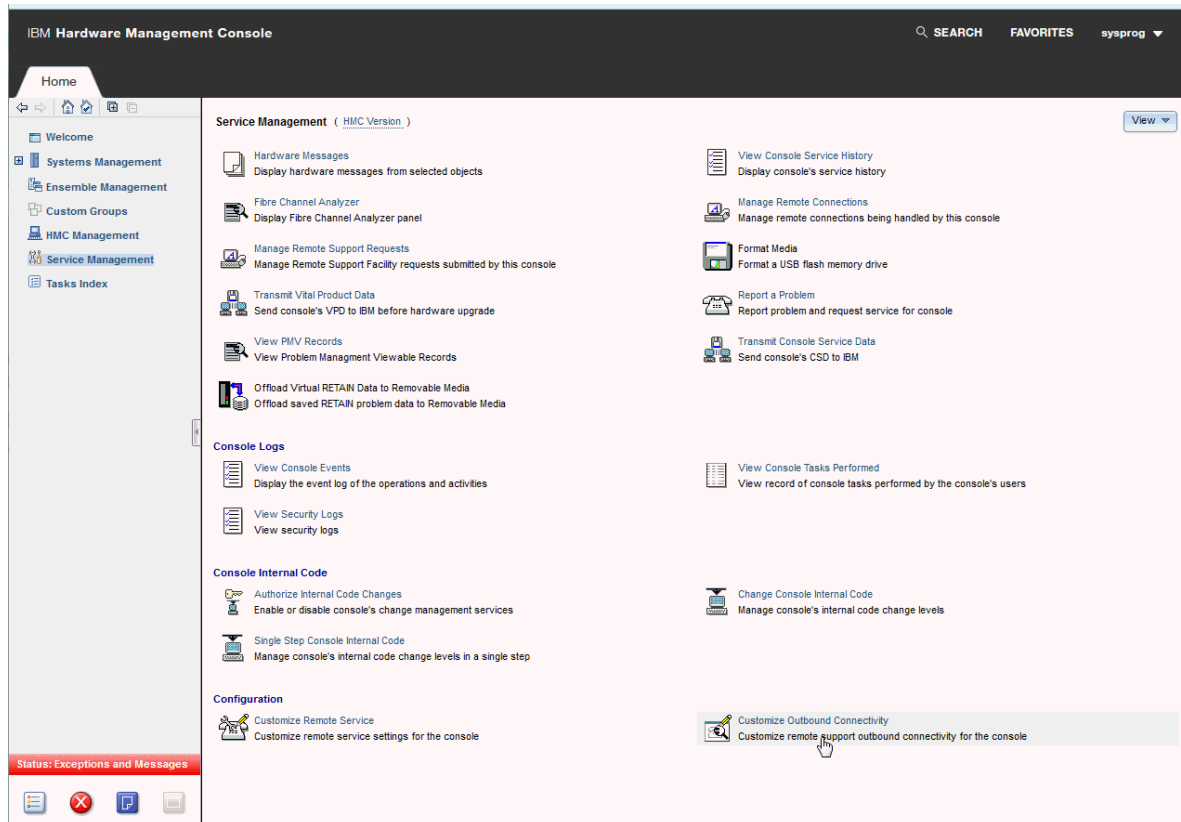 IBM Hardware Management Console
SEARCH
FAVORITES
sysprog
Home
Welcome
Systems Management
Ensemble Management
Custom Groups
HMC Management
Service Management
Tasks Index
Status: Exceptions and Messages
Service Management ( HMC Version )
View
Hardware Messages
Display hardware messages from selected objects
View Console Service History
Display console's service history
Fibre Channel Analyzer
Display Fibre Channel Analyzer panel
Manage Remote Connections
Manage remote connections being handled by this console
Manage Remote Support Requests
Manage Remote Support Facility requests submitted by this console
Format Media
Format a USB flash memory drive
Transmit Vital Product Data
Send console's VPD to IBM before hardware upgrade
Report a Problem
Report problem and request service for console
View PMV Records
View Problem Managment Viewable Records
Transmit Console Service Data
Send console's CSD to IBM
Offload Virtual RETAIN Data to Removable Media
Offload saved RETAIN problem data to Removable Media
Console Logs
View Console Events
Display the event log of the operations and activities
View Console Tasks Performed
View record of console tasks performed by the console's users
View Security Logs
View security logs
Console Internal Code
Authorize Internal Code Changes
Enable or disable console's change management services
Change Console Internal Code
Manage console's internal code change levels
Single Step Console Internal Code
Manage console's internal code change levels in a single step
Configuration
Customize Remote Service
Customize remote service settings for the console
Customize Outbound Connectivity
Customize remote support outbound connectivity for the console